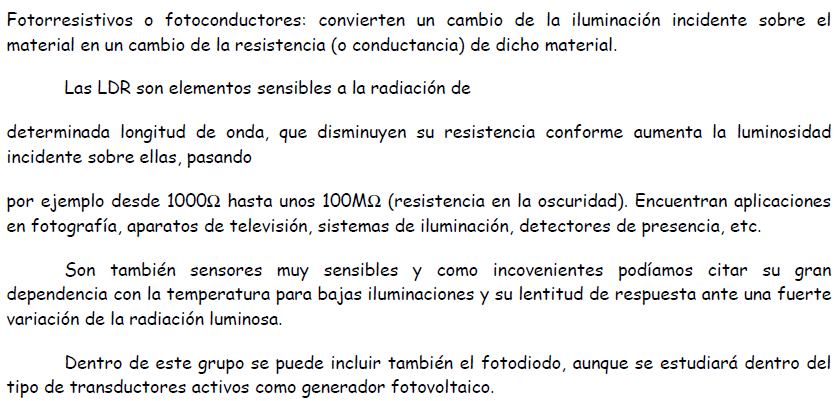 Fotorresistivos o fotoconductores: convierten un cambio de la iluminación incidente sobre el
material en un cambio de la resistencia (o conductancia) de dicho material.
Las LDR son elementos sensibles a la radiación de
determinada longitud de onda, que disminuyen su resistencia conforme aumenta la luminosidad
incidente sobre ellas, pasando
por ejemplo desde 1000Ω hasta unos 100MΩ (resistencia en la oscuridad). Encuentran aplicaciones
en fotografía, aparatos de televisión, sistemas de iluminación, detectores de presencia, etc.
Son también sensores muy sensibles y como incovenientes podíamos citar su gran
dependencia con la temperatura para bajas iluminaciones y su lentitud de respuesta ante una fuerte
variación de la radiación luminosa.
Dentro de este grupo se puede incluir también el fotodiodo, aunque se estudiará dentro del
tipo de transductores activos como generador fotovoltaico.